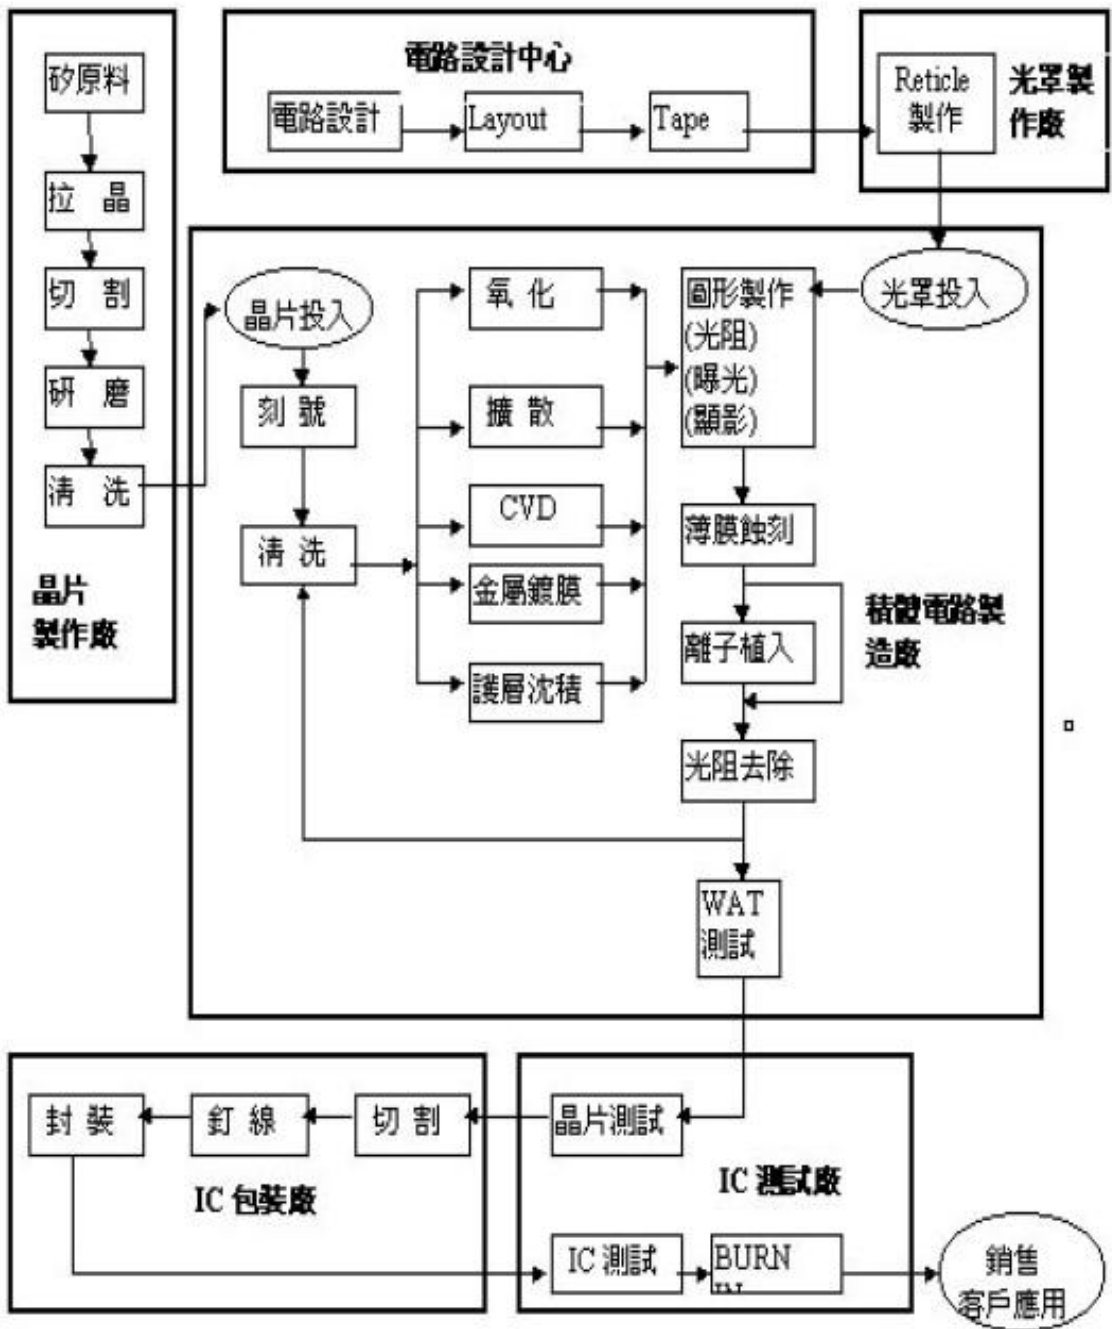 矽原料
拉 晶
切 割
研 磨
清 洗
晶片
製作廠
電路設計中心
電路設計
Layout
Tape
Reticle
製作
光罩製
作廠
晶片投入
刻 號
清 洗
氧 化
擴 散
CVD
金屬鍍膜
護層沈積
圖形製作
(光阻)
(曝光)
(顯影)
光罩投入
薄膜蝕刻
離子植入
光阻去除
積體電路製
造廠
WAT
測試
封 裝
釘 線
切 割
IC 包裝廠
晶片測試
IC 測試廠
IC 測試
BURN
IN
銷售
客戶應用